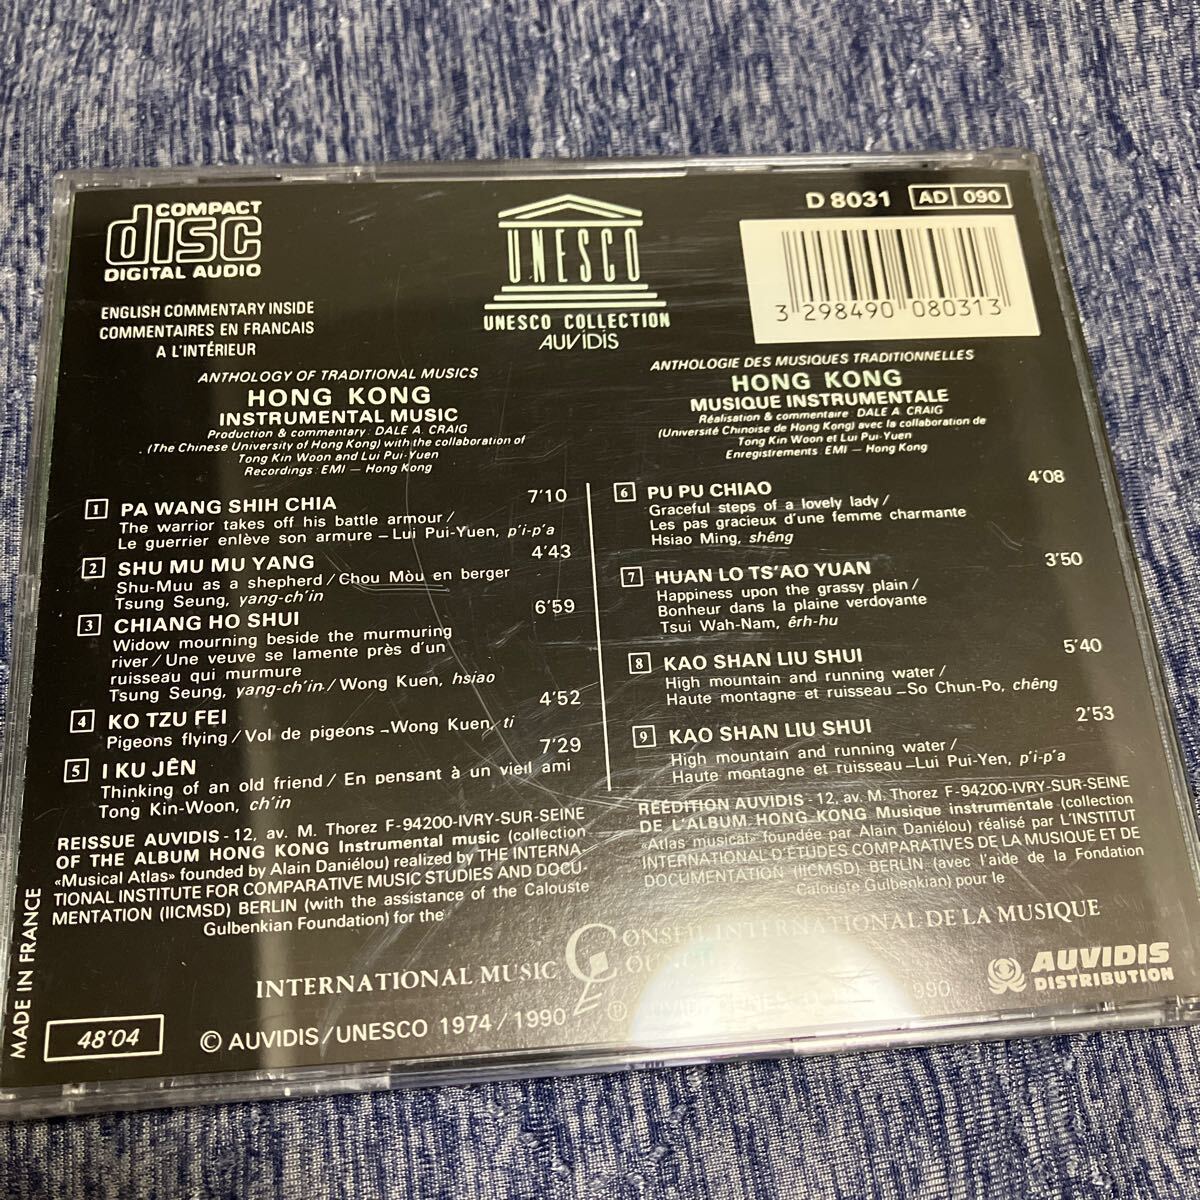 COMPACT
disc
DIGITAL AUDIO
ENGLISH COMMENTARY INSIDE
COMMENTAIRES EN FRANCAIS
A L'INTÉRIEUR
UNESCO
UNESCO COLLECTION
AUVIDIS
D 8031 AD 090
3 298490 080313
ANTHOLOGY OF TRADITIONAL MUSICS
HONG KONG
INSTRUMENTAL MUSIC
Production & commentary: DALE A. CRAIG
(The Chinese University of Hong Kong) with the collaboration of
Tong Kin Woon and Lui Pui-Yuen
Recordings: EMI – Hong Kong
1 PA WANG SHIH CHIA 7'10
The warrior takes off his battle armour /
Le guerrier enlève son armure – Lui Pui-Yuen, p'i-p'a
2 SHU MU MU YANG 4'43
Shu-Muu as a shepherd / Chou Mòu en berger
Tsung Seung, yang-ch'in
3 CHIANG HO SHUI 6'59
Widow mourning beside the murmuring
river / Une veuve se lamente près d'un
ruisseau qui murmure
Tsung Seung, yang-ch'in / Wong Kuen, hsiao
4 KO TZU FEI 4'52
Pigeons flying / Vol de pigeons – Wong Kuen, ti
5 I KU JÊN 7'29
Thinking of an old friend / En pensant à un vieil ami
Tong Kin-Woon, ch'in
REISSUE AUVIDIS - 12, av. M. Thorez F-94200-IVRY-SUR-SEINE
OF THE ALBUM HONG KONG Instrumental music (collection
«Musical Atlas» founded by Alain Daniélou) realized by THE INTERNA-
TIONAL INSTITUTE FOR COMPARATIVE MUSIC STUDIES AND DOCU-
MENTATION (IICMSD) BERLIN (with the assistance of the Calouste
Gulbenkian Foundation) for the
ANTHOLOGIE DES MUSIQUES TRADITIONNELLES
HONG KONG
MUSIQUE INSTRUMENTALE
Réalisation & commentaire: DALE A. CRAIG
(Université Chinoise de Hong Kong) avec la collaboration de
Tong Kin Woon et Lui Pui-Yuen
Enregistrements: EMI – Hong Kong
6 PU PU CHIAO 4'08
Graceful steps of a lovely lady /
Les pas gracieux d'une femme charmante
Hsiao Ming, shêng
7 HUAN LO TS'AO YUAN 3'50
Happiness upon the grassy plain /
Bonheur dans la plaine verdoyante
Tsui Wah-Nam, êrh-hu
8 KAO SHAN LIU SHUI 5'40
High mountain and running water /
Haute montagne et ruisseau – So Chun-Po, chêng
9 KAO SHAN LIU SHUI 2'53
High mountain and running water /
Haute montagne et ruisseau – Lui Pui-Yen, p'i-p'a
RÉÉDITION AUVIDIS - 12, av. M. Thorez F-94200-IVRY-SUR-SEINE
DE L'ALBUM HONG KONG Musique instrumentale (collection
«Atlas musical» foundée par Alain Daniélou) réalisé par L'INSTITUT
INTERNATIONAL D'ÉTUDES COMPARATIVES DE LA MUSIQUE ET DE
DOCUMENTATION (IICMSD) BERLIN (avec l'aide de la Fondation
Calouste Gulbenkian) pour le
CONSEIL INTERNATIONAL DE LA MUSIQUE
INTERNATIONAL MUSIC COUNCIL
AUVIDIS
DISTRIBUTION
MADE IN FRANCE
48'04
© AUVIDIS / UNESCO 1974 / 1990 ℗ AUVIDIS / UNESCO 1990